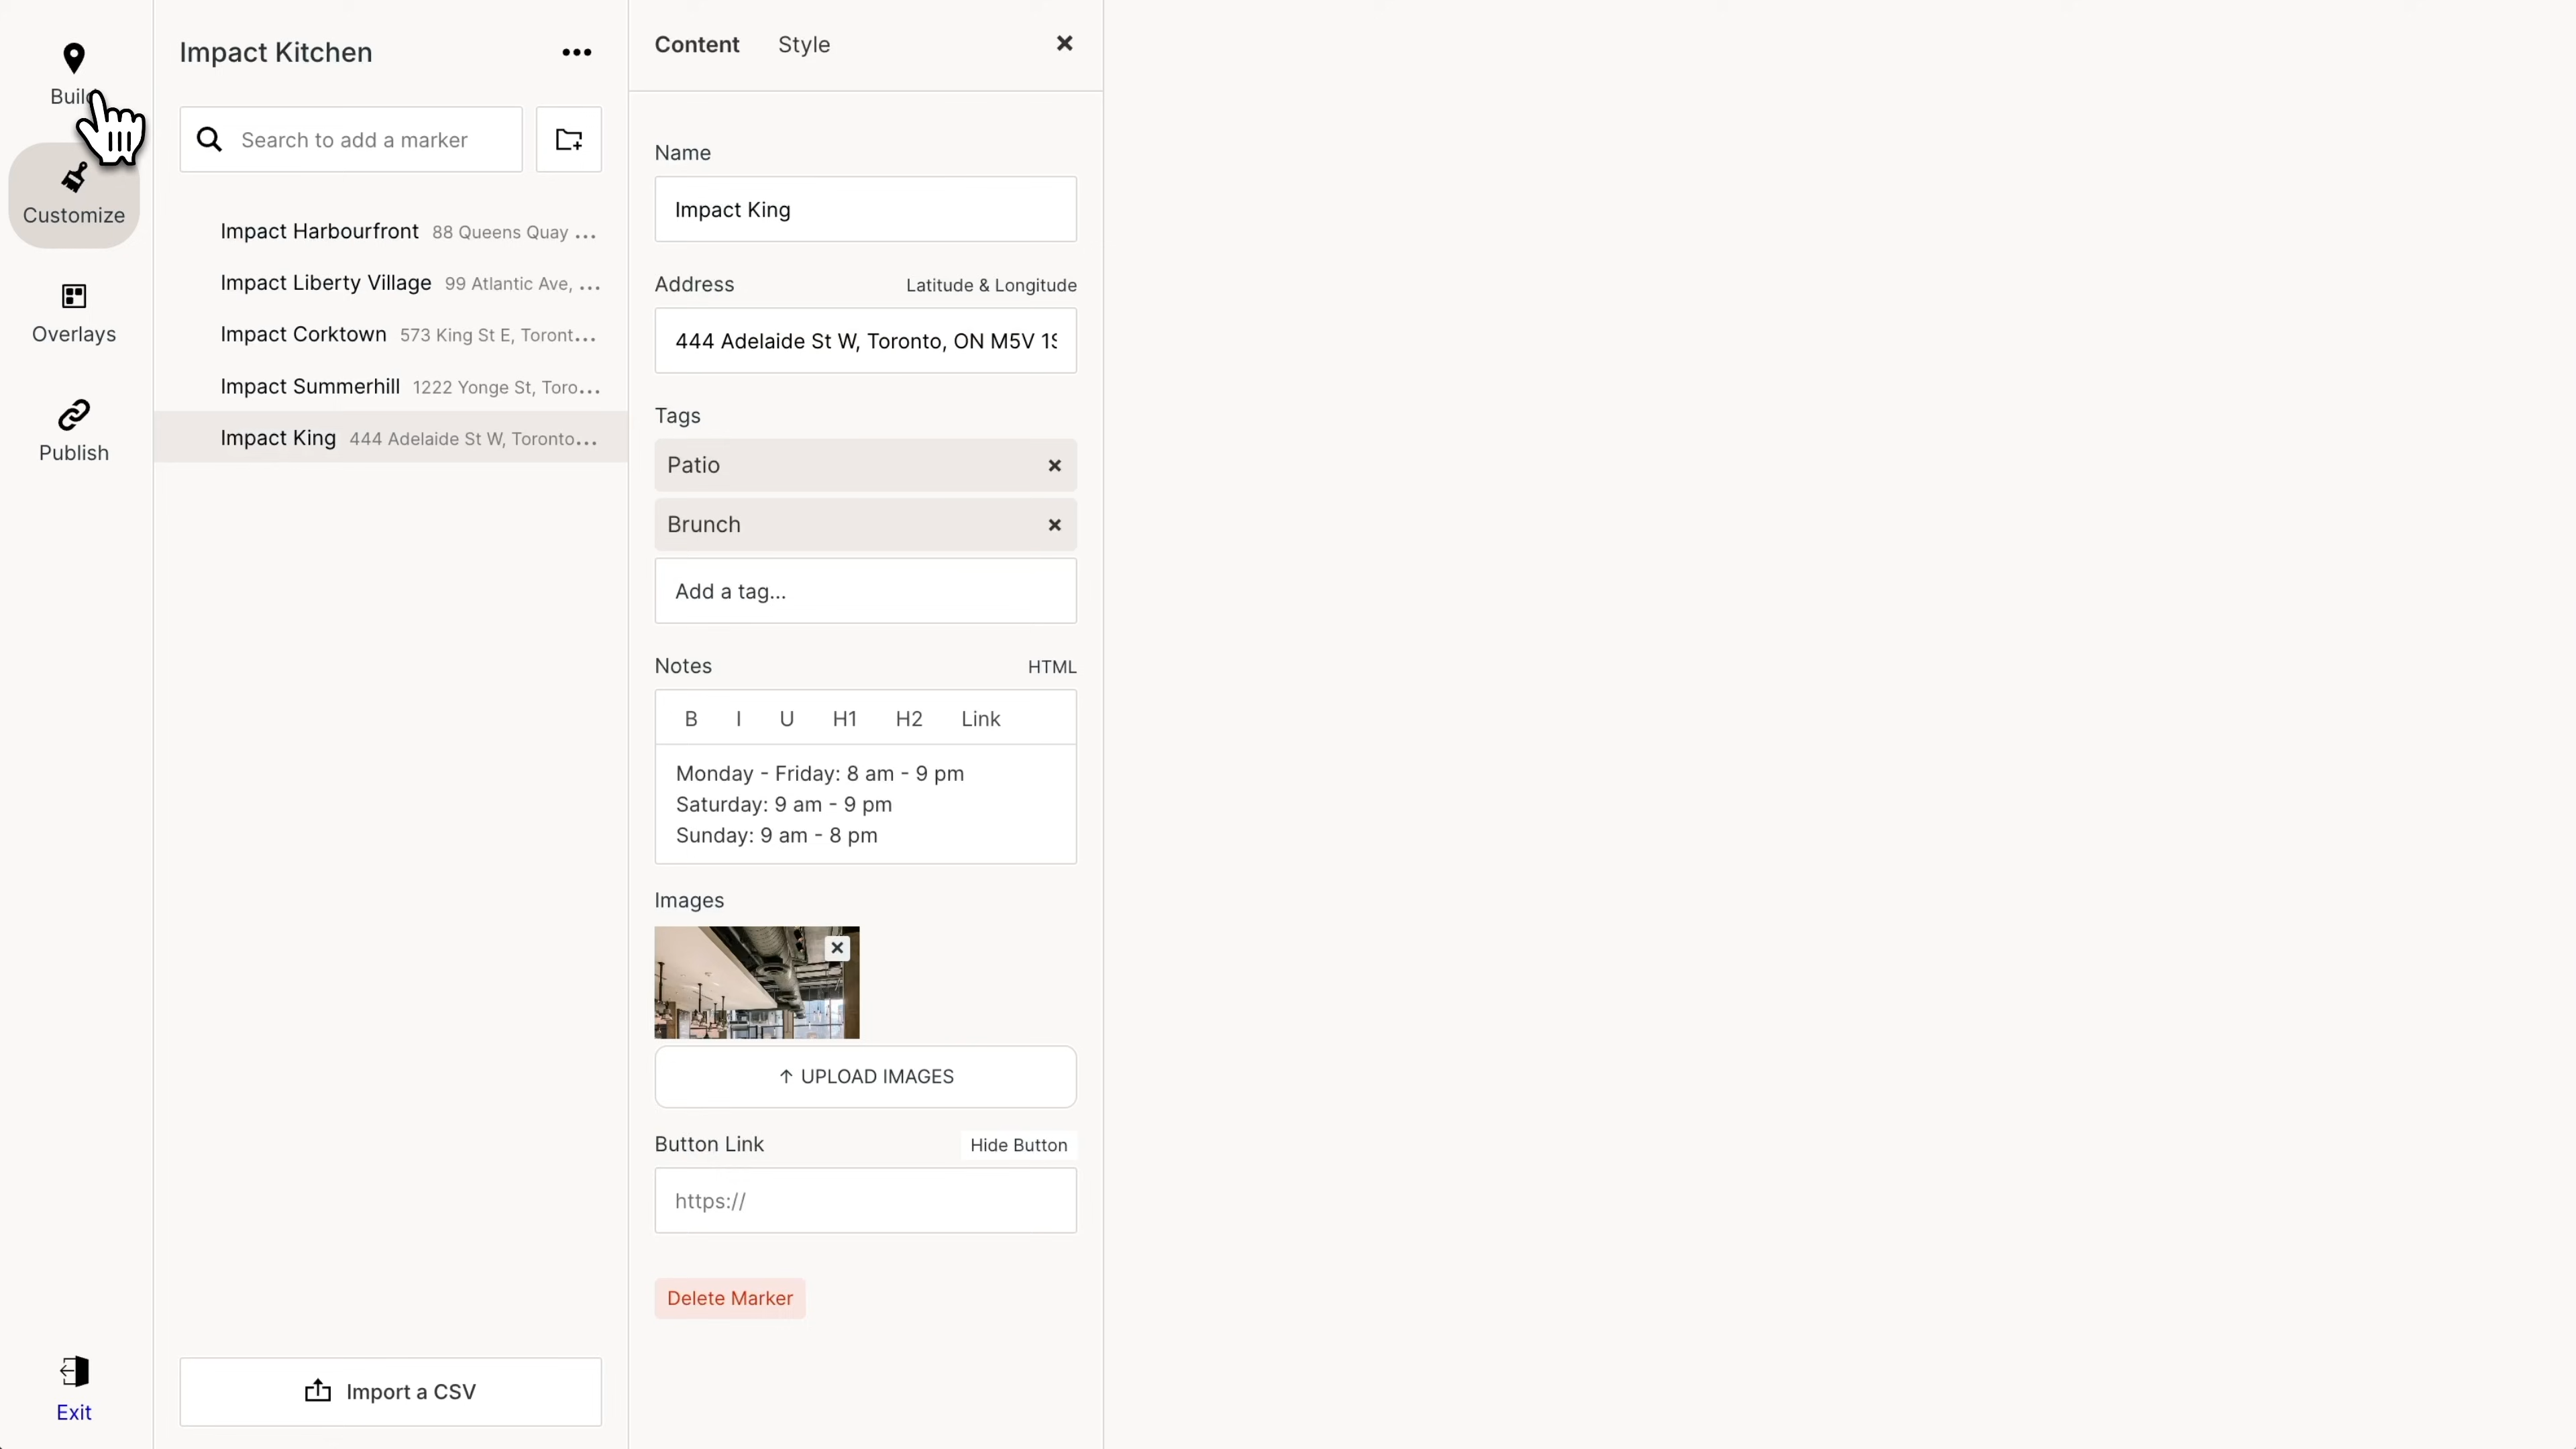 Build
Customize
Overlays
Publish
Exit
Impact Kitchen
Search to add a marker
Impact Harbourfront 88 Queens Quay ...
Impact Liberty Village 99 Atlantic Ave, ...
Impact Corktown 573 King St E, Toront...
Impact Summerhill 1222 Yonge St, Toro...
Impact King 444 Adelaide St W, Toronto...
Import a CSV
Content Style
Name
Impact King
Address Latitude & Longitude
444 Adelaide St W, Toronto, ON M5V 1S
Tags
Patio
Brunch
Add a tag...
Notes HTML
B I U H1 H2 Link
Monday - Friday: 8 am - 9 pm
Saturday: 9 am - 9 pm
Sunday: 9 am - 8 pm
Images
↑ UPLOAD IMAGES
Button Link Hide Button
https://
Delete Marker